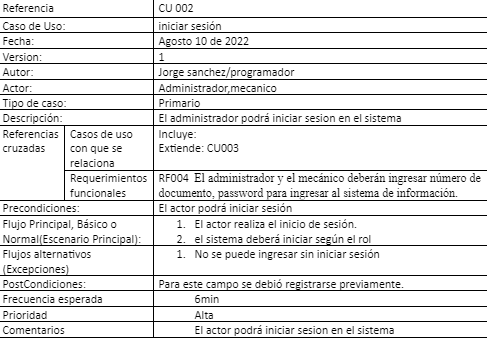 Referencia CU 002
Caso de Uso: iniciar sesión
Fecha: Agosto 10 de 2022
Version: 1
Autor: Jorge sanchez/programador
Actor: Administrador,mecanico
Tipo de caso: Primario
Descripción: El administrador podrá iniciar sesion en el sistema
Referencias Casos de uso Incluye:
cruzadas con que se Extiende: CU003
relaciona
Requerimientos RF004 El administrador y el mecánico deberán ingresar número de
funcionales documento, password para ingresar al sistema de información.
Precondiciones: El actor podrá iniciar sesión
Flujo Principal, Básico o 1. El actor realiza el inicio de sesión.
Normal(Escenario Principal): 2. el sistema deberá iniciar según el rol
Flujos alternativos 1. No se puede ingresar sin iniciar sesión
(Excepciones)
PostCondiciones: Para este campo se debió registrarse previamente.
Frecuencia esperada 6min
Prioridad Alta
Comentarios El actor podrá iniciar sesion en el sistema